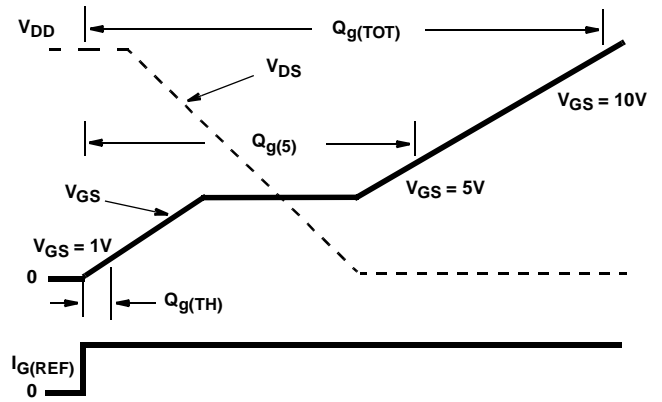 V_DD
Q_g(TOT)
V_DS
V_GS = 10V
Q_g(5)
V_GS
V_GS = 5V
V_GS = 1V
0
Q_g(TH)
I_G(REF)
0